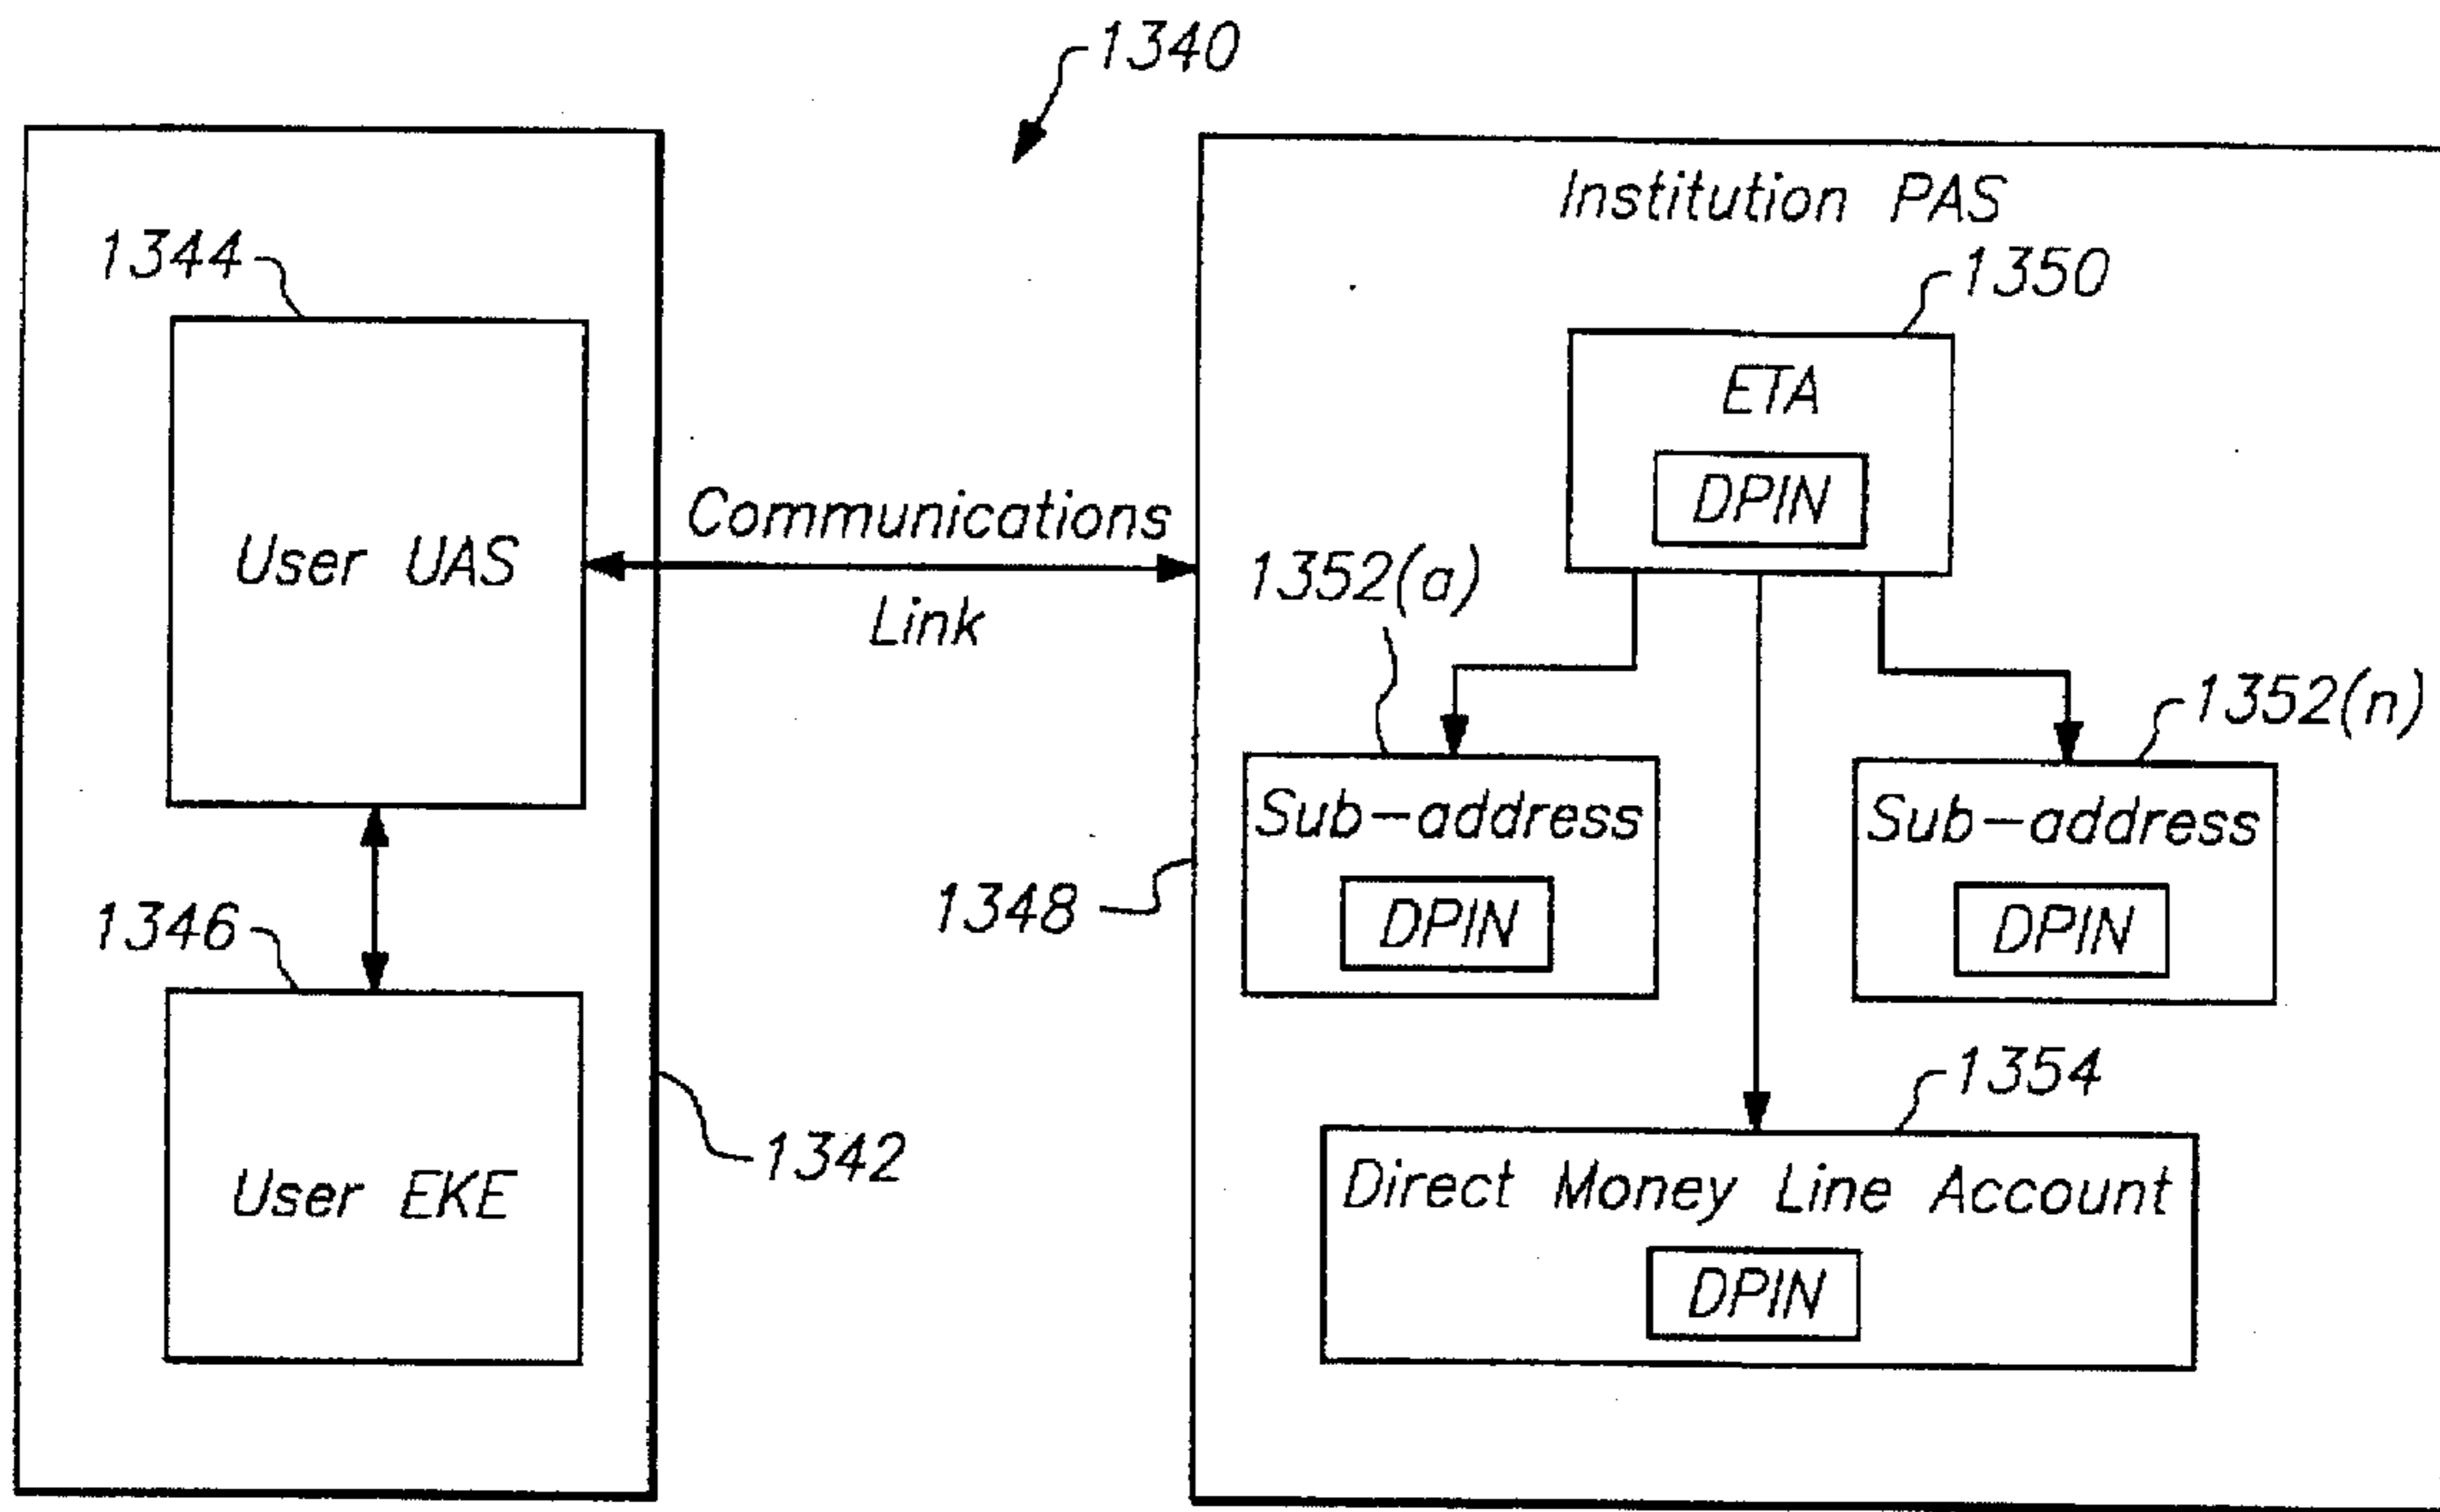 1340
Institution PAS
1344
1350
ETA
DPIN
User UAS
Communications
Link
1352(a)
1352(n)
Sub-address
DPIN
Sub-address
DPIN
1348
1346
1354
Direct Money Line Account
DPIN
User EKE
1342